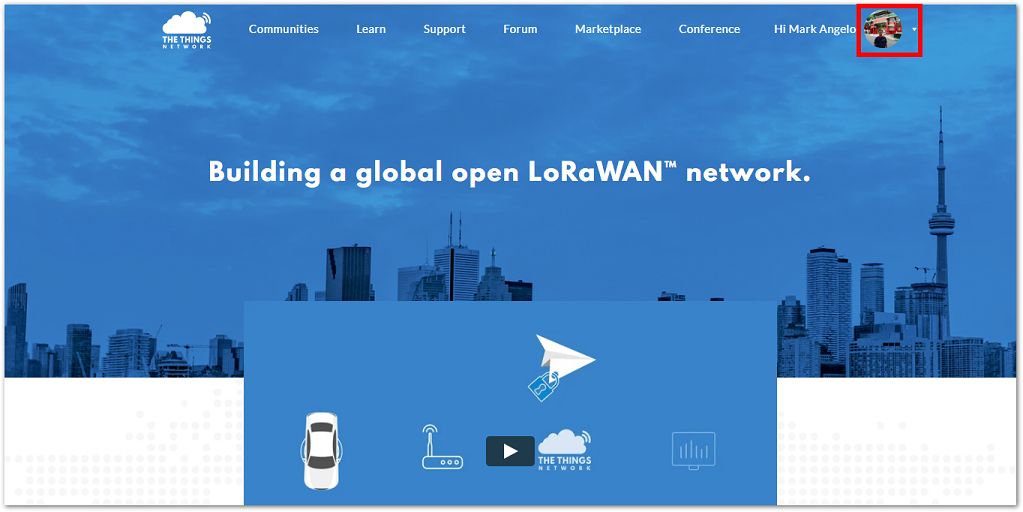 THE THINGS
NETWORK
Communities
Learn
Support
Forum
Marketplace
Conference
Hi Mark Angelo
Building a global open LoRaWAN™ network.
THE THINGS
NETWORK